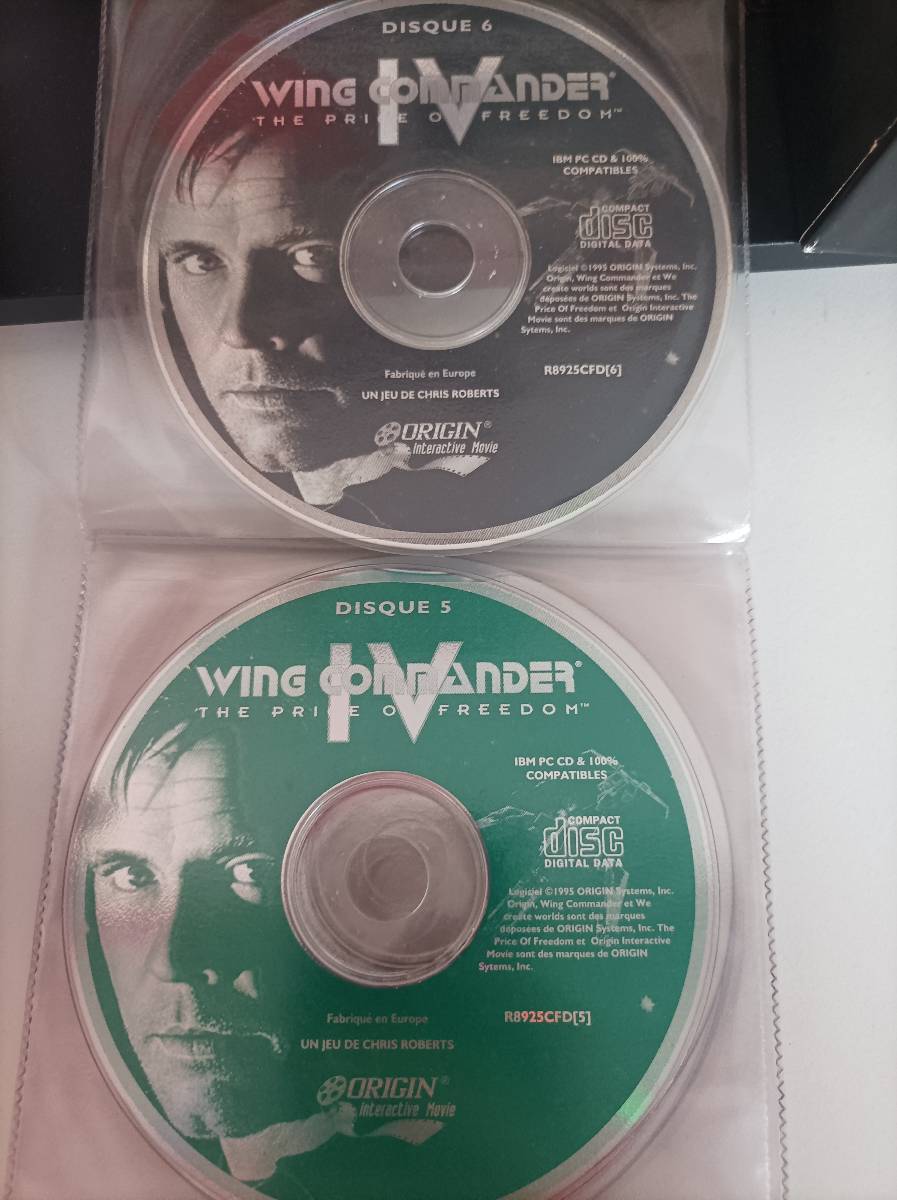 DISQUE 6
WING COMMANDER®
IV
THE PRICE OF FREEDOM™
IBM PC CD & 100%
COMPATIBLES
COMPACT
disc
DIGITAL DATA
Logiciel ©1995 ORIGIN Systems, Inc.
Origin, Wing Commander et We
create worlds sont des marques
déposées de ORIGIN Systems, Inc. The
Price Of Freedom et Origin Interactive
Movie sont des marques de ORIGIN
Sytems, Inc.
Fabriqué en Europe
R8925CFD[6]
UN JEU DE CHRIS ROBERTS
ORIGIN®
Interactive Movie
DISQUE 5
WING COMMANDER®
IV
THE PRICE OF FREEDOM™
IBM PC CD & 100%
COMPATIBLES
COMPACT
disc
DIGITAL DATA
Logiciel ©1995 ORIGIN Systems, Inc.
Origin, Wing Commander et We
create worlds sont des marques
déposées de ORIGIN Systems, Inc. The
Price Of Freedom et Origin Interactive
Movie sont des marques de ORIGIN
Sytems, Inc.
Fabriqué en Europe
R8925CFD[5]
UN JEU DE CHRIS ROBERTS
ORIGIN®
Interactive Movie